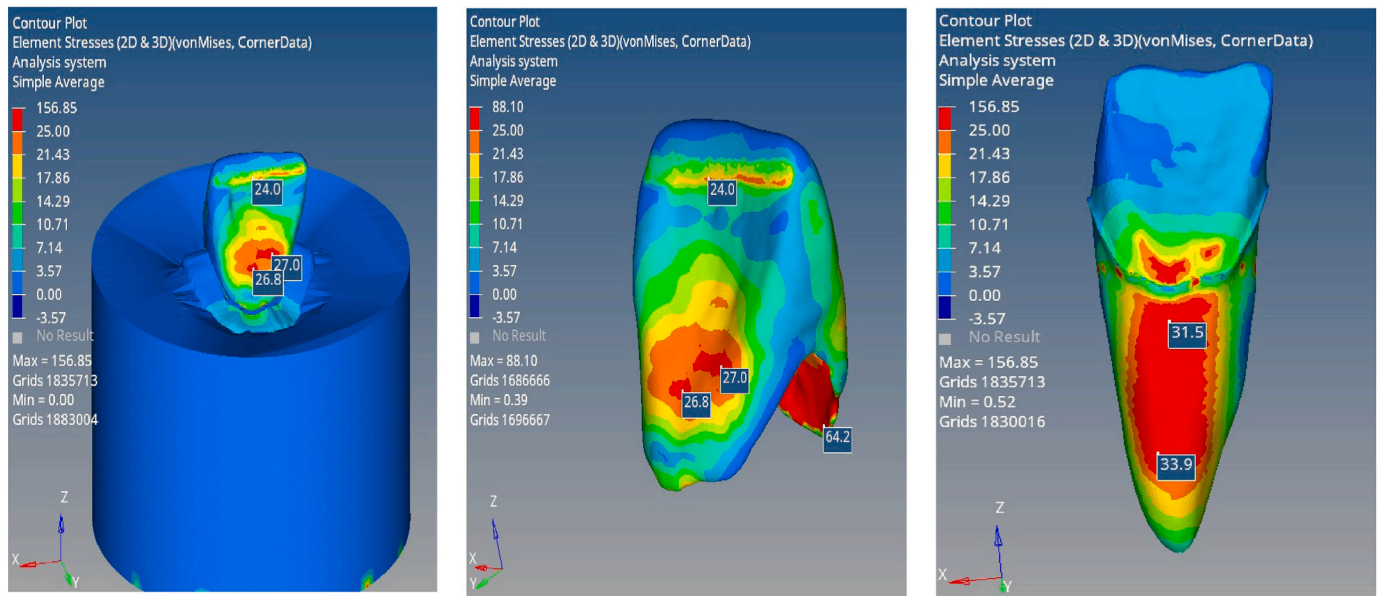 Contour Plot
Element Stresses (2D & 3D)(vonMises, CornerData)
Analysis system
Simple Average
156.85
25.00
21.43
17.86
14.29
10.71
7.14
3.57
0.00
-3.57
No Result
Max = 156.85
Grids 1835713
Min = 0.00
Grids 1883004
24.0
27.0
26.8
Z
X
Y
Contour Plot
Element Stresses (2D & 3D)(vonMises, CornerData)
Analysis system
Simple Average
88.10
25.00
21.43
17.86
14.29
10.71
7.14
3.57
0.00
-3.57
No Result
Max = 88.10
Grids 1686666
Min = 0.39
Grids 1696667
24.0
27.0
26.8
64.2
Z
X
Y
Contour Plot
Element Stresses (2D & 3D)(vonMises, CornerData)
Analysis system
Simple Average
156.85
25.00
21.43
17.86
14.29
10.71
7.14
3.57
0.00
-3.57
No Result
Max = 156.85
Grids 1835713
Min = 0.52
Grids 1830016
31.5
33.9
Z
X
Y